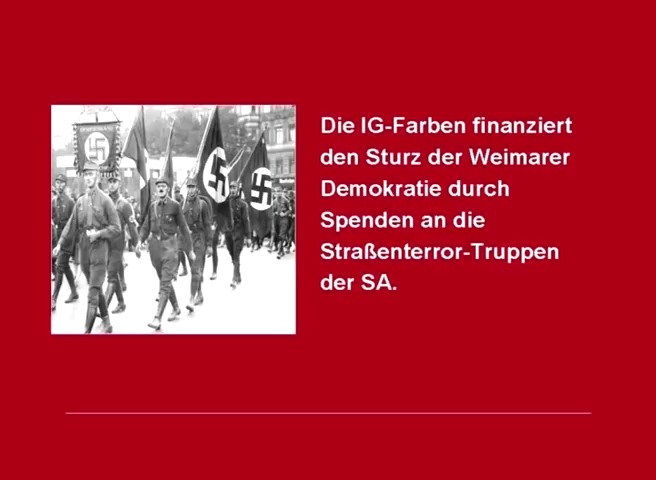 Die IG-Farben finanziert
den Sturz der Weimarer
Demokratie durch
Spenden an die
Straßenterror-Truppen
der SA.